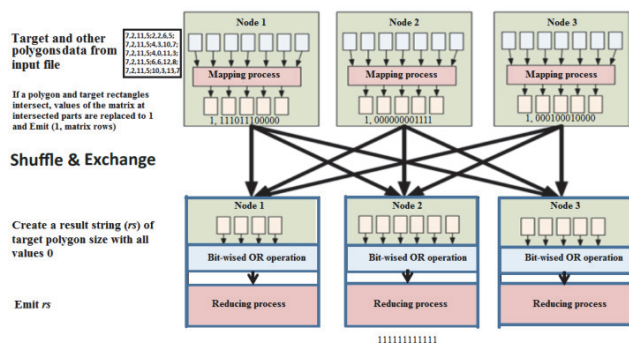 Target and other
polygons data from
input file
7.2,11,5;2,2,6,5;
7.2,11,5;4,3,10,7;
7.2,11,5;4,0,11,3;
7.2,11,5;6,6,12,8;
7.2,11,5;10,3,13,7
If a polygon and target rectangles
intersect, values of the matrix at
intersected parts are replaced to 1
and Emit (1, matrix rows)
Node 1
Mapping process
1, 111011100000
Node 2
Mapping process
1, 000000001111
Node 3
Mapping process
1, 000100010000
Shuffle & Exchange
Create a result string (rs) of
target polygon size with all
values 0
Emit rs
Node 1
Bit-wised OR operation
Reducing process
Node 2
Bit-wised OR operation
Reducing process
Node 3
Bit-wised OR operation
Reducing process
111111111111